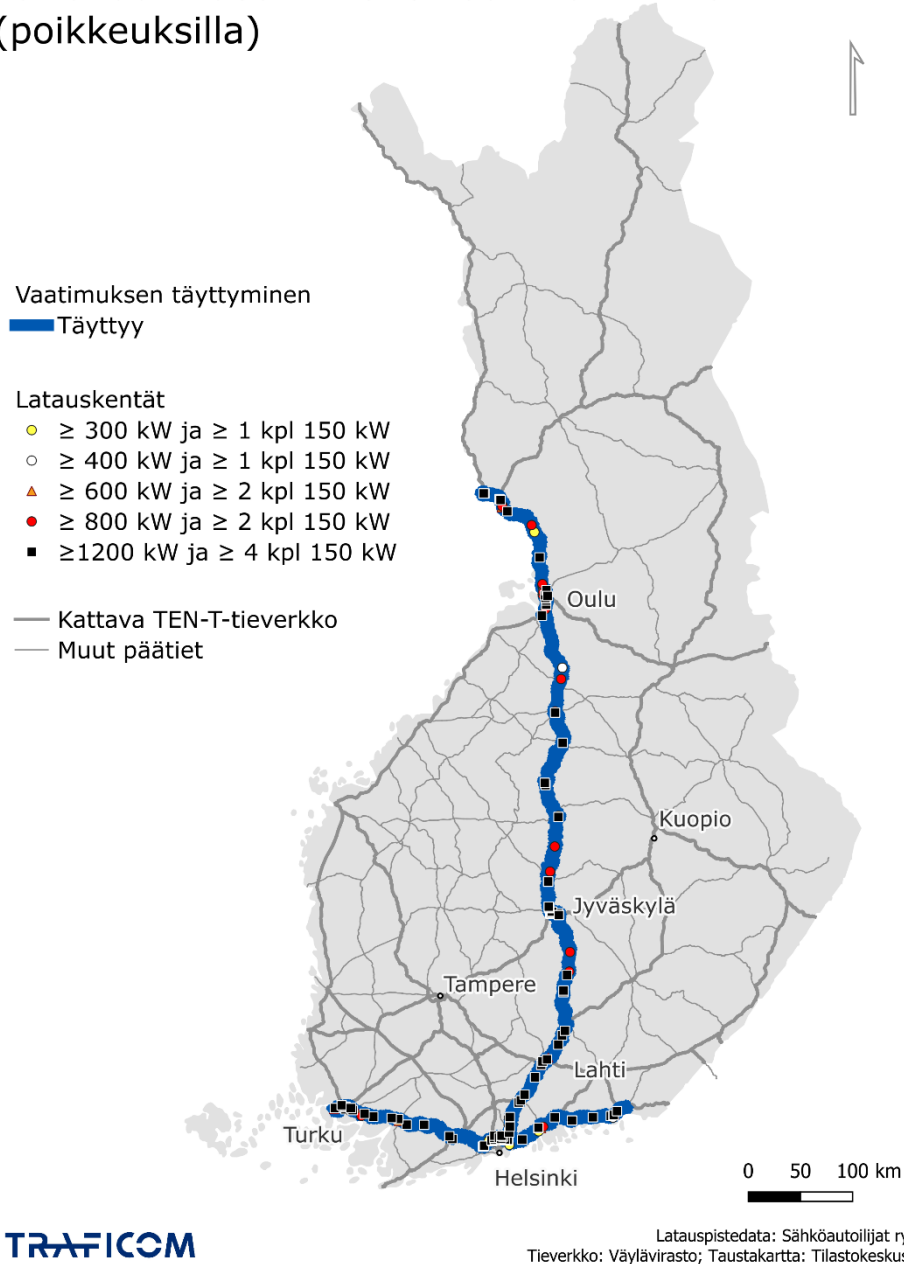 (poikkeuksilla)
Vaatimuksen täyttyminen
Täyttyy
Latauskentät
≥ 300 kW ja ≥ 1 kpl 150 kW
≥ 400 kW ja ≥ 1 kpl 150 kW
≥ 600 kW ja ≥ 2 kpl 150 kW
≥ 800 kW ja ≥ 2 kpl 150 kW
≥1200 kW ja ≥ 4 kpl 150 kW
Kattava TEN-T-tieverkko
Muut päätiet
Oulu
Kuopio
Jyväskylä
Tampere
Lahti
Turku
Helsinki
0 50 100 km
TRAFICOM
Latauspistedata: Sähköautoilijat ry
Tieverkko: Väylävirasto; Taustakartta: Tilastokeskus